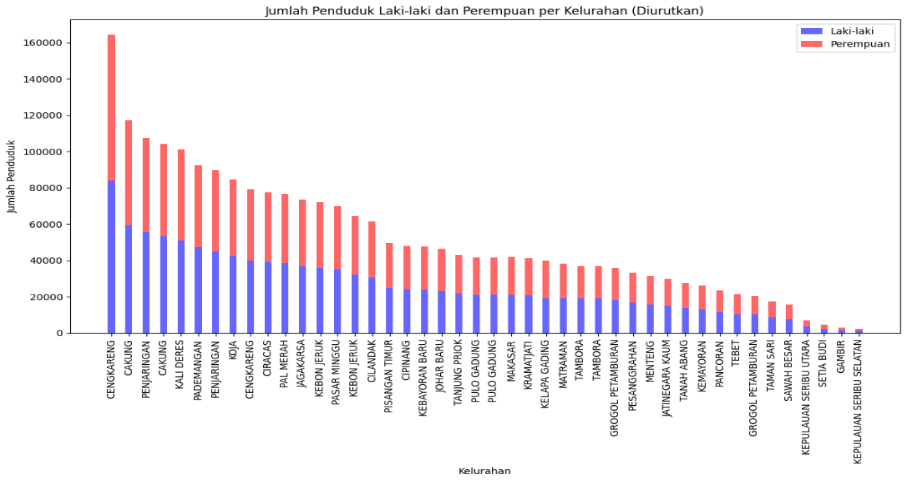 Jumlah Penduduk Laki-laki dan Perempuan per Kelurahan (Diurutkan)
Laki-laki
Perempuan
Jumlah Penduduk
160000
140000
120000
100000
80000
60000
40000
20000
0
CENGKARENG
CAKUNG
PENJARINGAN
CAKUNG
KALI DERES
PADEMANGAN
PENJARINGAN
KOJA
CENGKARENG
CIRACAS
PAL MERAH
JAGAKARSA
KEBON JERUK
PASAR MINGGU
KEBON JERUK
CILANDAK
PISANGAN TIMUR
CIPINANG
KEBAYORAN BARU
JOHAR BARU
TANJUNG PRIOK
PULO GADUNG
PULO GADUNG
MAKASAR
KRAMATJATI
KELAPA GADING
MATRAMAN
TAMBORA
TAMBORA
GROGOL PETAMBURAN
PESANGGRAHAN
MENTENG
JATINEGARA KAUM
TANAH ABANG
KEMAYORAN
PANCORAN
TEBET
GROGOL PETAMBURAN
TAMAN SARI
SAWAH BESAR
KEPULAUAN SERIBU UTARA
SETIA BUDI
GAMBIR
KEPULAUAN SERIBU SELATAN
Kelurahan